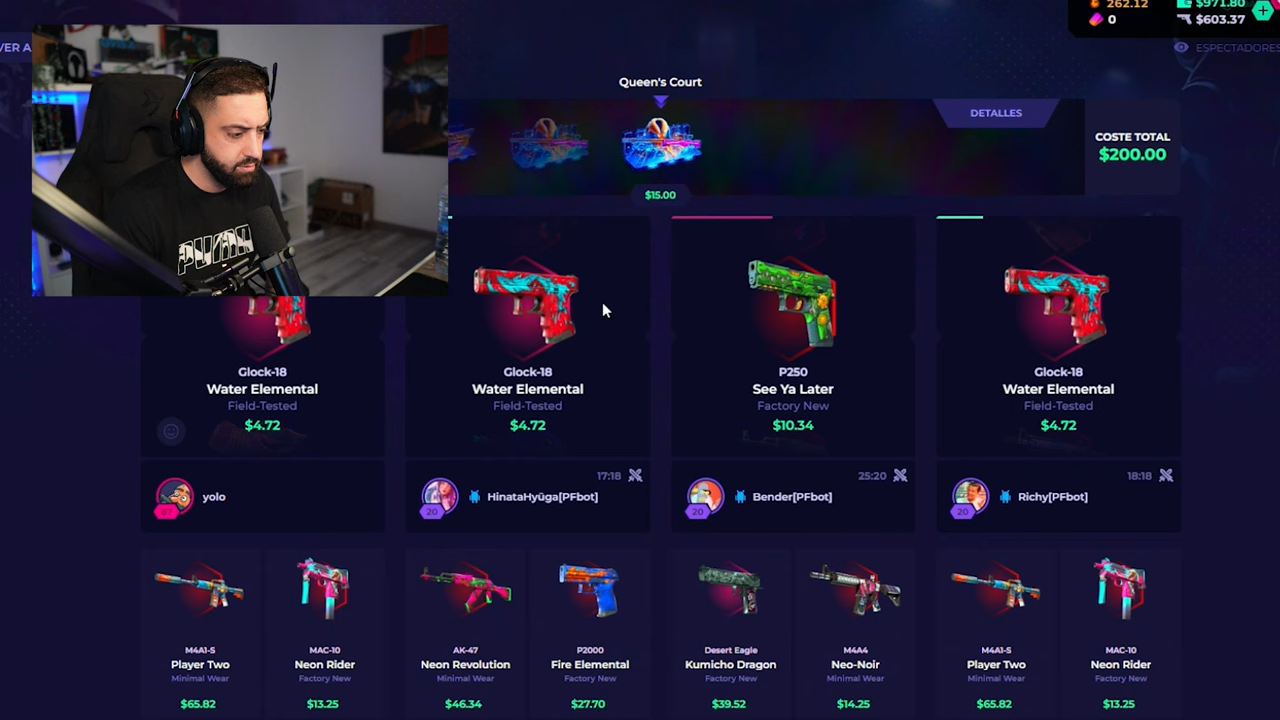 262.12
$971.80
0
$603.37
VER A
ESPECTADORES
Queen's Court
DETALLES
COSTE TOTAL
$200.00
$15.00
PUMA
Glock-18
Water Elemental
Field-Tested
$4.72
Glock-18
Water Elemental
Field-Tested
$4.72
P250
See Ya Later
Factory New
$10.34
Glock-18
Water Elemental
Field-Tested
$4.72
yolo
17:18
HinataHyūga[PFbot]
20
25:20
Bender[PFbot]
20
18:18
Richy[PFbot]
20
M4A1-S
Player Two
Minimal Wear
$65.82
MAC-10
Neon Rider
Factory New
$13.25
AK-47
Neon Revolution
Minimal Wear
$46.34
P2000
Fire Elemental
Factory New
$27.70
Desert Eagle
Kumicho Dragon
Factory New
$39.52
M4A4
Neo-Noir
Minimal Wear
$14.25
M4A1-S
Player Two
Minimal Wear
$65.82
MAC-10
Neon Rider
Factory New
$13.25